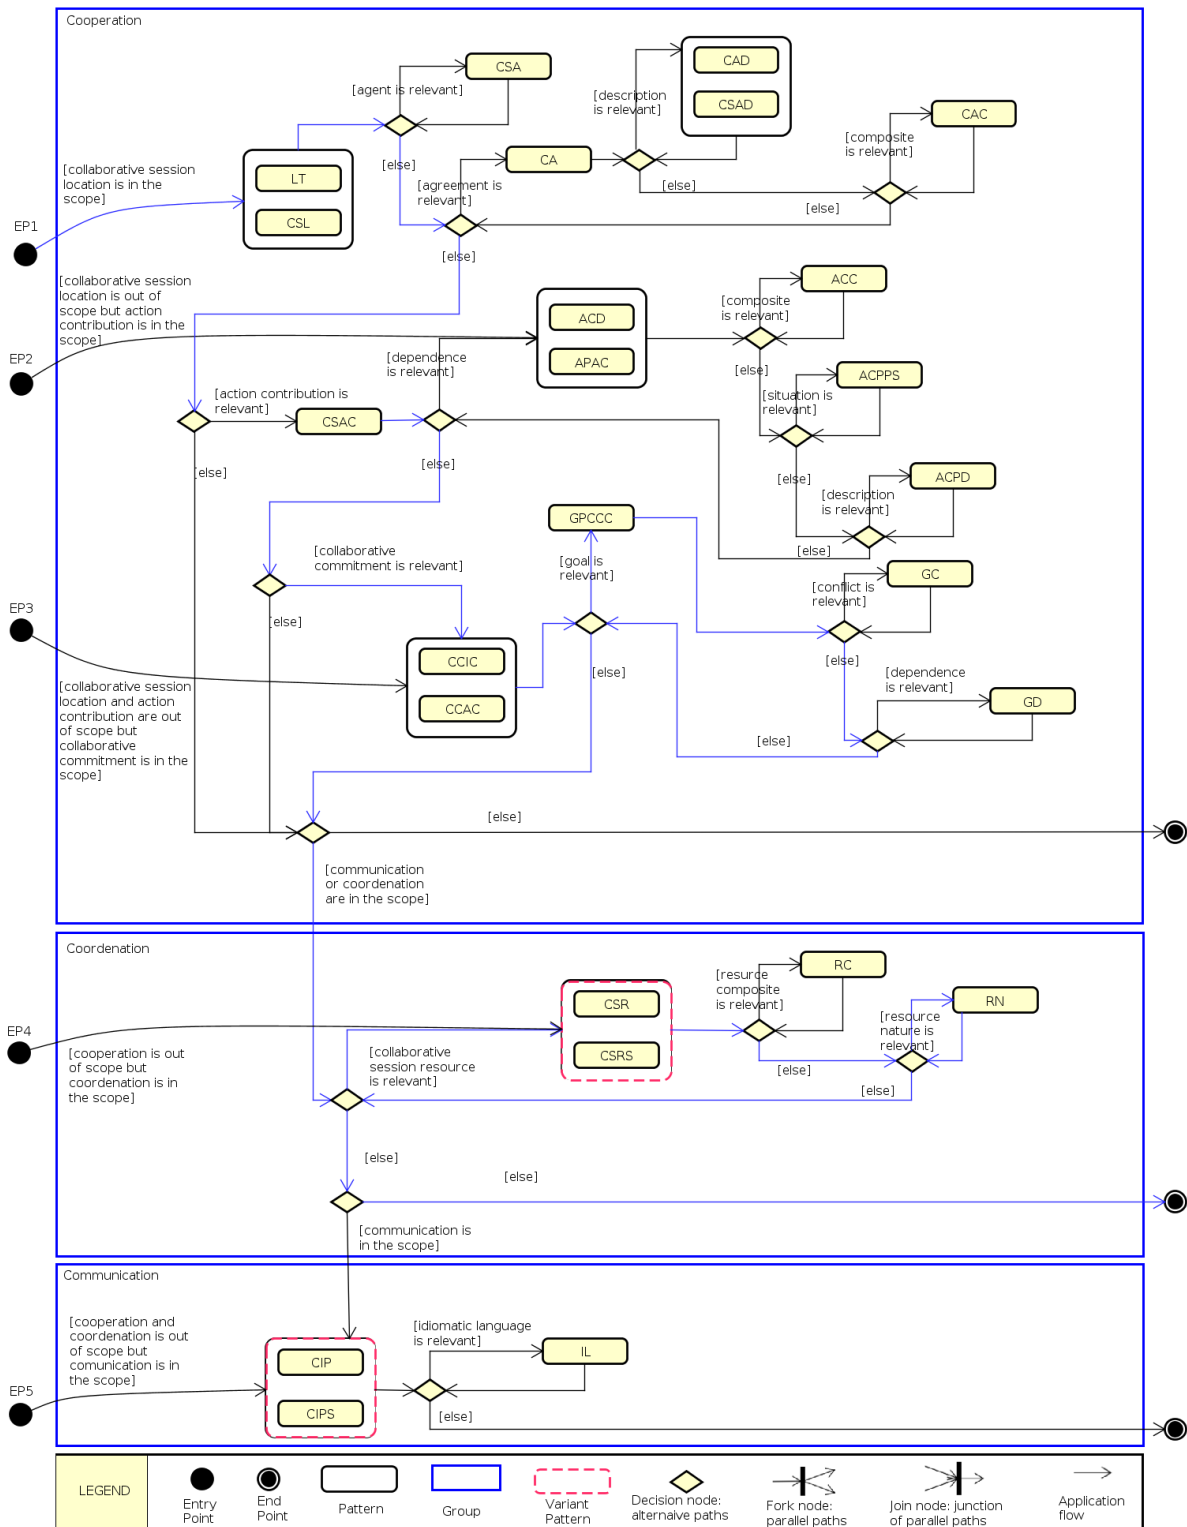 Cooperation
CSA
[agent is relevant]
CAD
CSAD
[description
is relevant]
CAC
[composite
is relevant]
[else]
CA
[else]
[agreement is
relevant]
[else]
[else]
[collaborative session
location is in the
scope]
LT
CSL
EP1
[collaborative session
location is out of
scope but action
contribution is in the
scope]
EP2
ACD
APAC
ACC
[composite
is relevant]
[else]
[dependence
is relevant]
ACPPS
[situation is
relevant]
[action contribution is
relevant]
CSAC
[else]
[else]
[else]
ACPD
[description
is relevant]
[else]
GPCCC
[goal is
relevant]
[collaborative
commitment is relevant]
GC
[conflict is
relevant]
EP3
[else]
CCIC
CCAC
[else]
[else]
[dependence
is relevant]
GD
[else]
[collaborative session
location and action
contribution are out
of scope but
collaborative
commitment is in the
scope]
[else]
[communication
or coordenation
are in the scope]
Coordenation
RC
[resurce
composite
is relevant]
CSR
CSRS
RN
[resource
nature is
relevant]
EP4
[cooperation is out
of scope but
coordenation is in
the scope]
[collaborative
session resource
is relevant]
[else]
[else]
[else]
[else]
[communication is
in the scope]
Communication
[cooperation and
coordenation is out
of scope but
comunication is in
the scope]
[idiomatic language
is relevant]
IL
CIP
CIPS
EP5
[else]
LEGEND
Entry
Point
End
Point
Pattern
Group
Variant
Pattern
Decision node:
alternaive paths
Fork node:
parallel paths
Join node: junction
of parallel paths
Application
flow